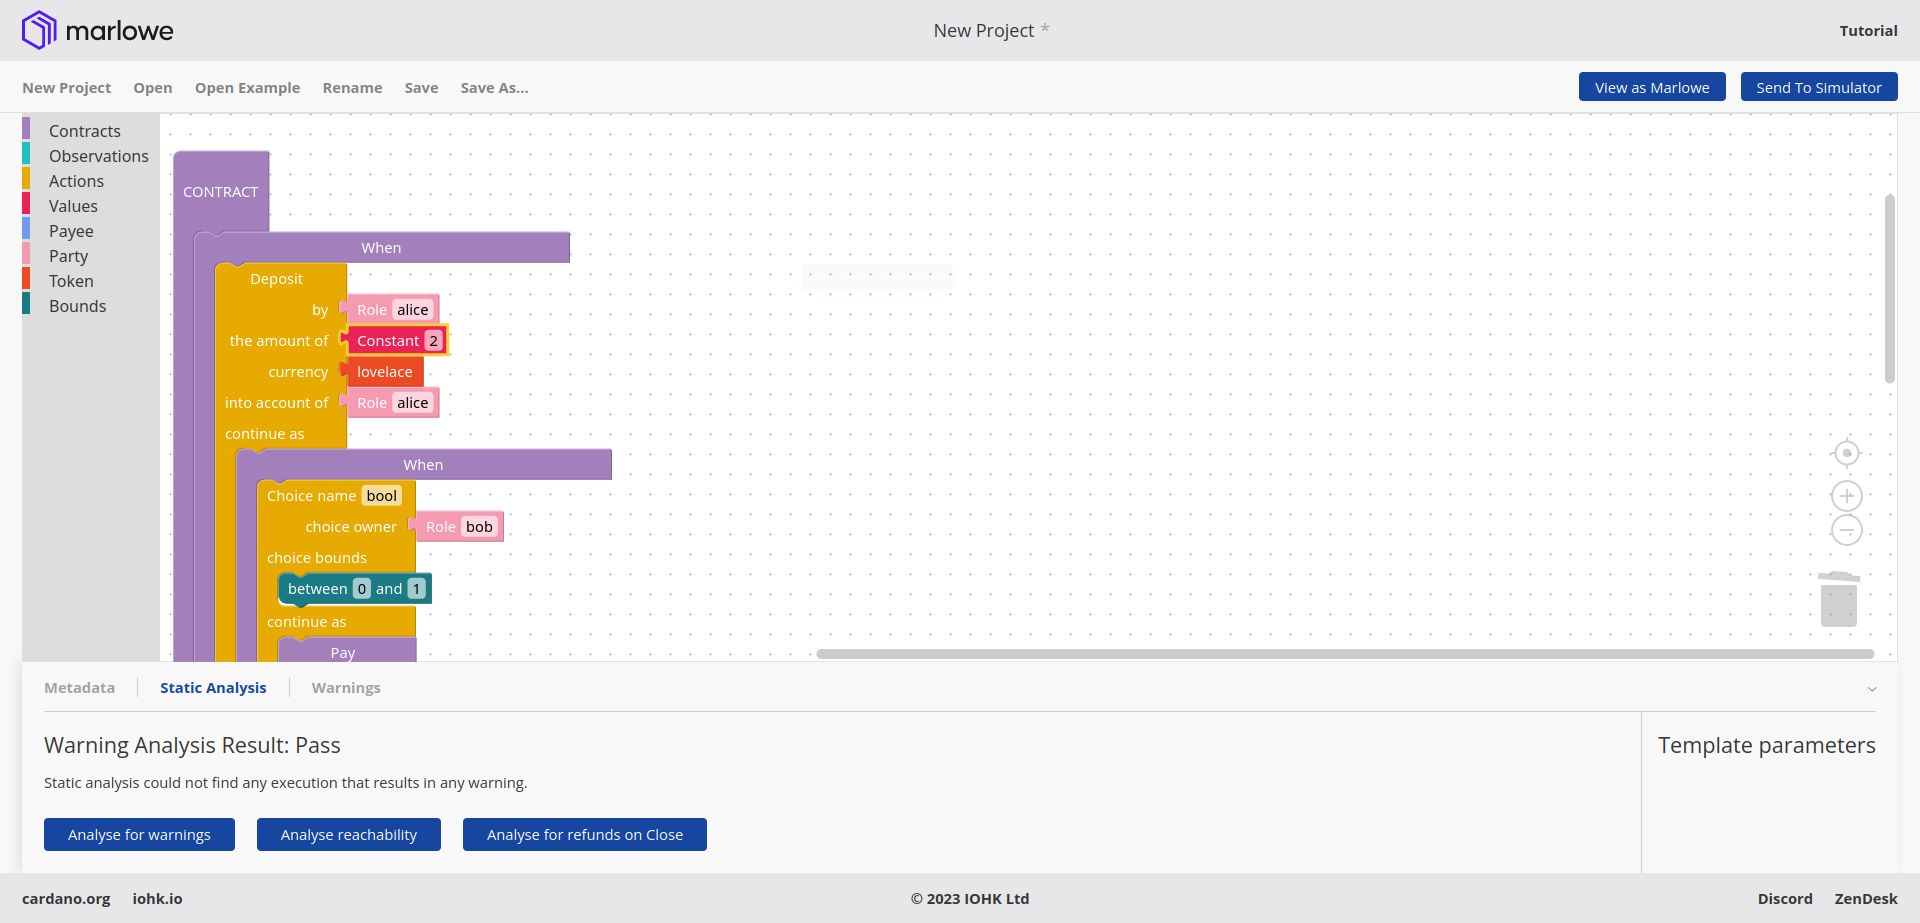 marlowe
New Project *
Tutorial
New Project Open Open Example Rename Save Save As...
View as Marlowe
Send To Simulator
Contracts
Observations
Actions
Values
Payee
Party
Token
Bounds
CONTRACT
When
Deposit
by Role alice
the amount of Constant 2
currency lovelace
into account of Role alice
continue as
When
Choice name bool
choice owner Role bob
choice bounds
between 0 and 1
continue as
Pay
Metadata Static Analysis Warnings
Warning Analysis Result: Pass
Static analysis could not find any execution that results in any warning.
Analyse for warnings
Analyse reachability
Analyse for refunds on Close
Template parameters
cardano.org iohk.io
© 2023 IOHK Ltd
Discord ZenDesk